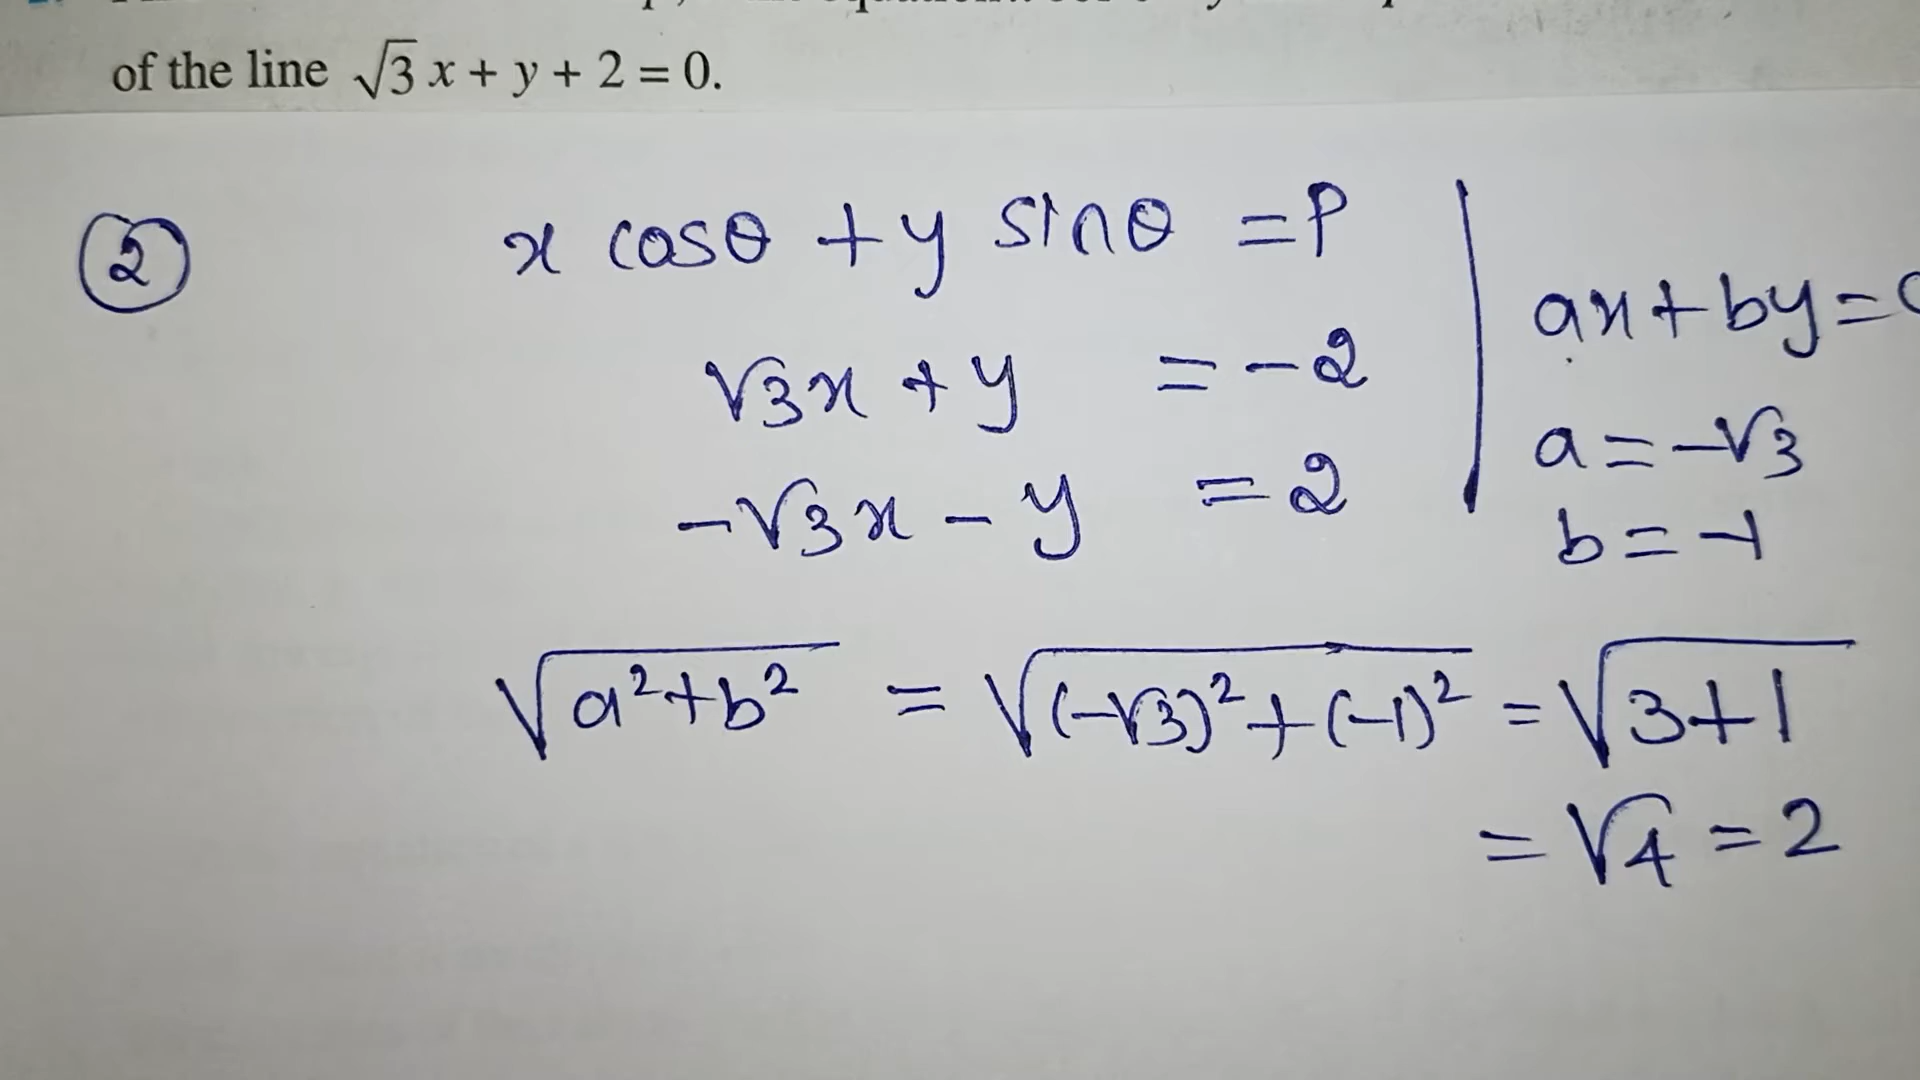 of the line √3 x + y + 2 = 0.
② x cosθ + y sinθ = P
√3x + y = -2
-√3x - y = 2
ax + by =
a = -√3
b = -1
√(a²+b²) = √((-√3)²+(-1)²) = √(3+1)
= √4 = 2